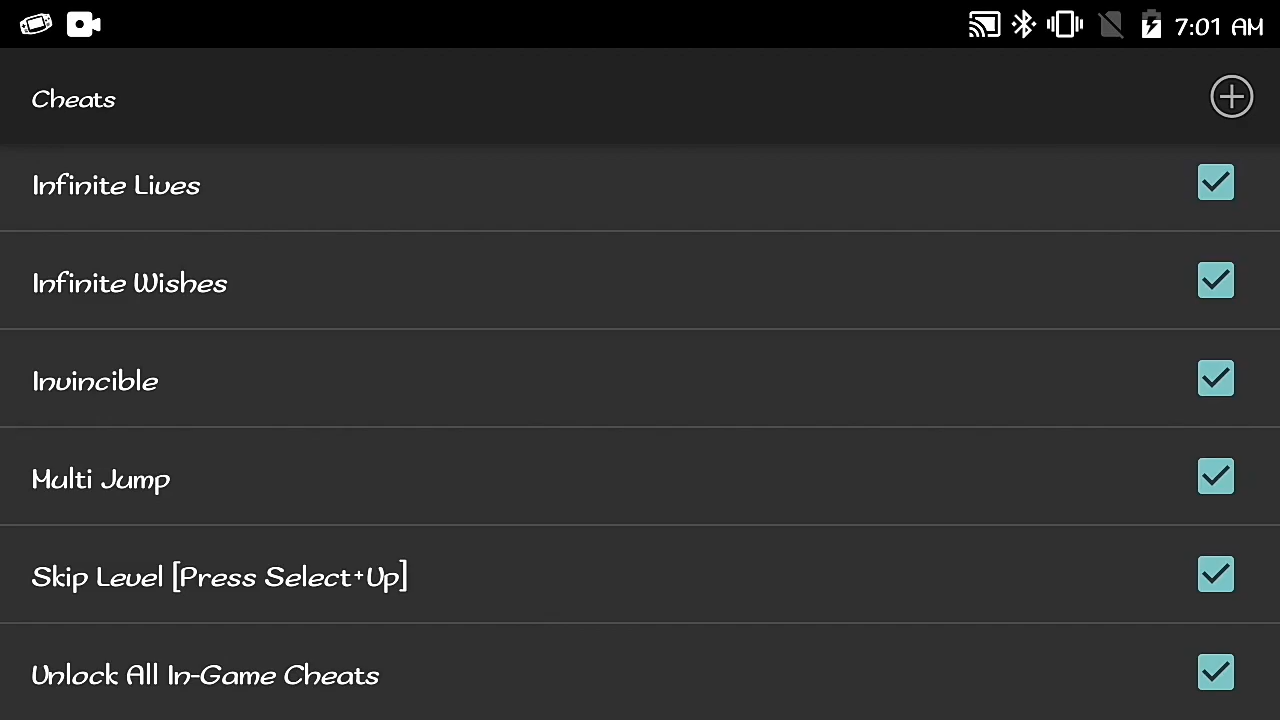 7:01 AM
Cheats
Infinite Lives
Infinite Wishes
Invincible
Multi Jump
Skip Level [Press Select+Up]
Unlock All In-Game Cheats